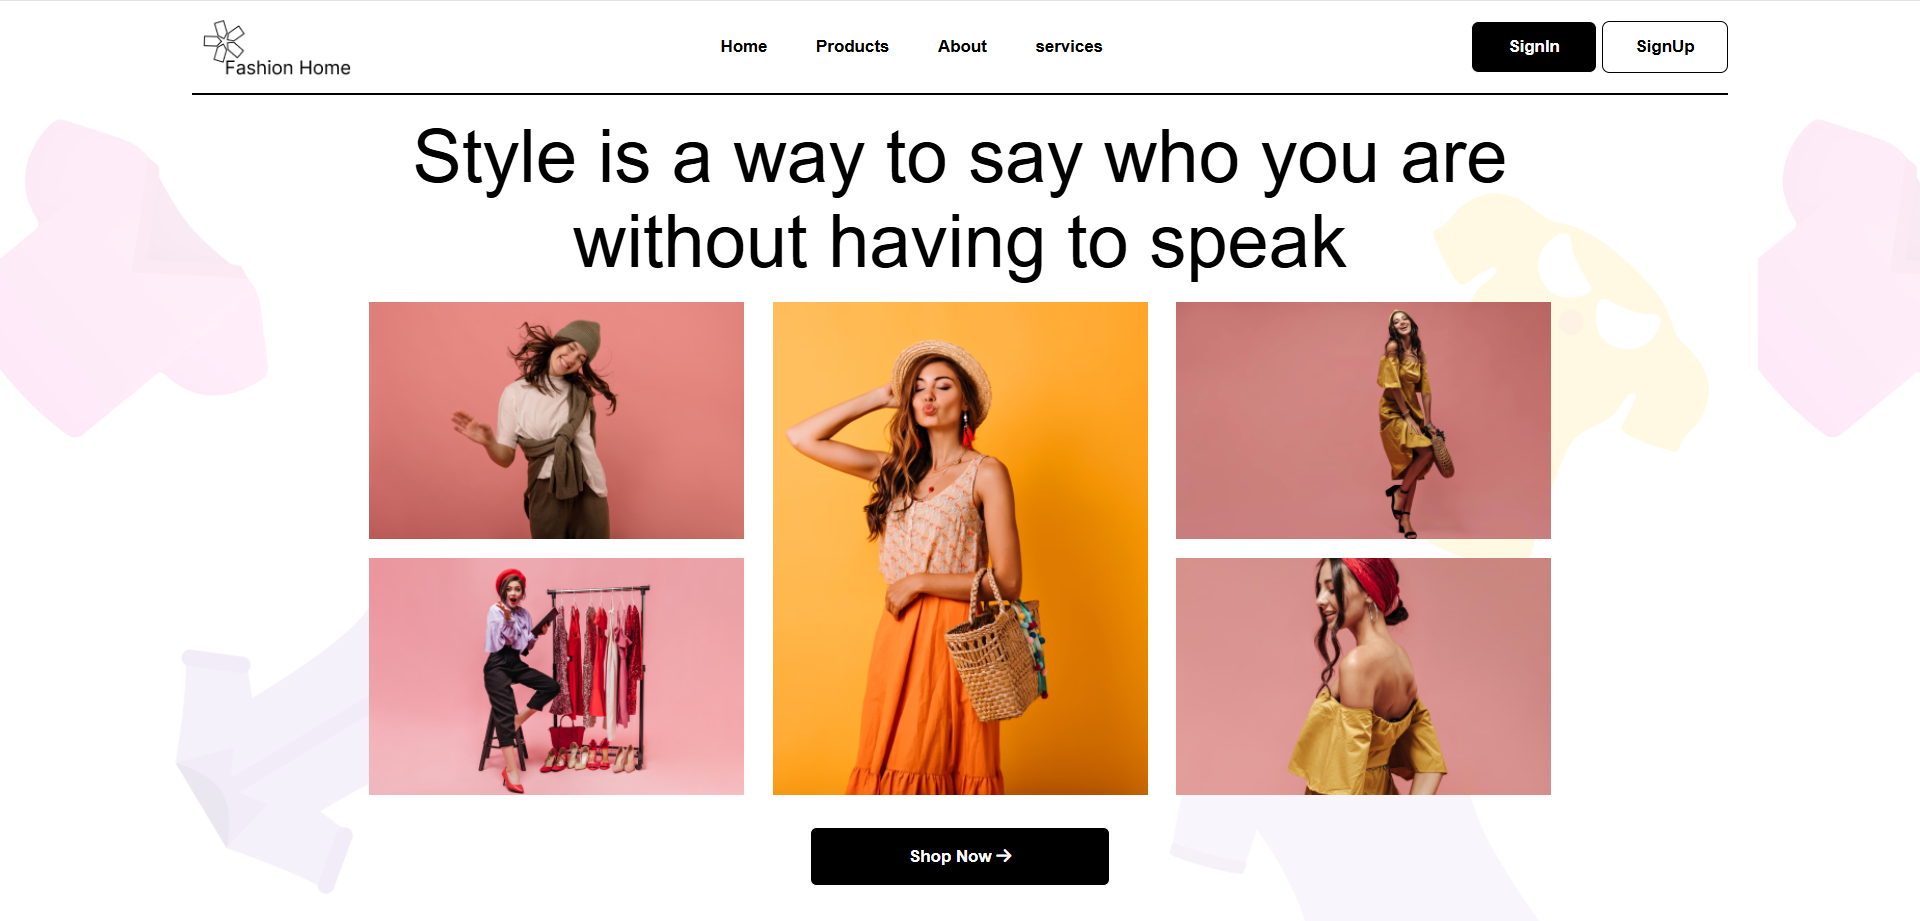 Fashion Home
Home
Products
About
services
SignIn
SignUp
Style is a way to say who you are
without having to speak
Shop Now